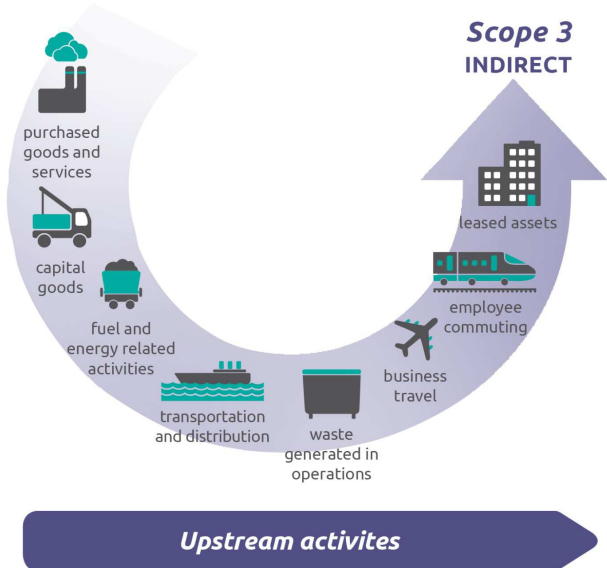 Scope 3
INDIRECT
purchased
goods and
services
capital
goods
fuel and
energy related
activities
transportation
and distribution
waste
generated in
operations
business
travel
employee
commuting
leased assets
Upstream activites